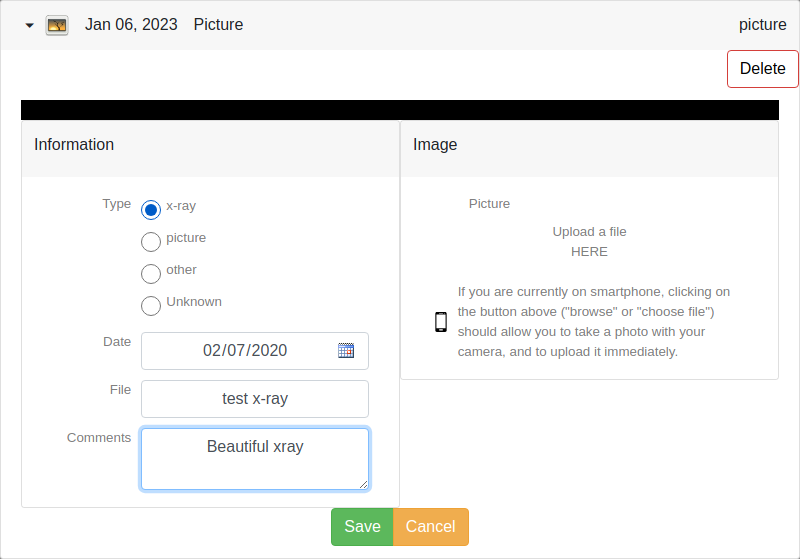 Jan 06, 2023 Picture picture
Delete
Information
Type
x-ray
picture
other
Unknown
Date
02/07/2020
File
test x-ray
Comments
Beautiful xray
Image
Picture
Upload a file
HERE
If you are currently on smartphone, clicking on
the button above ("browse" or "choose file")
should allow you to take a photo with your
camera, and to upload it immediately.
Save
Cancel